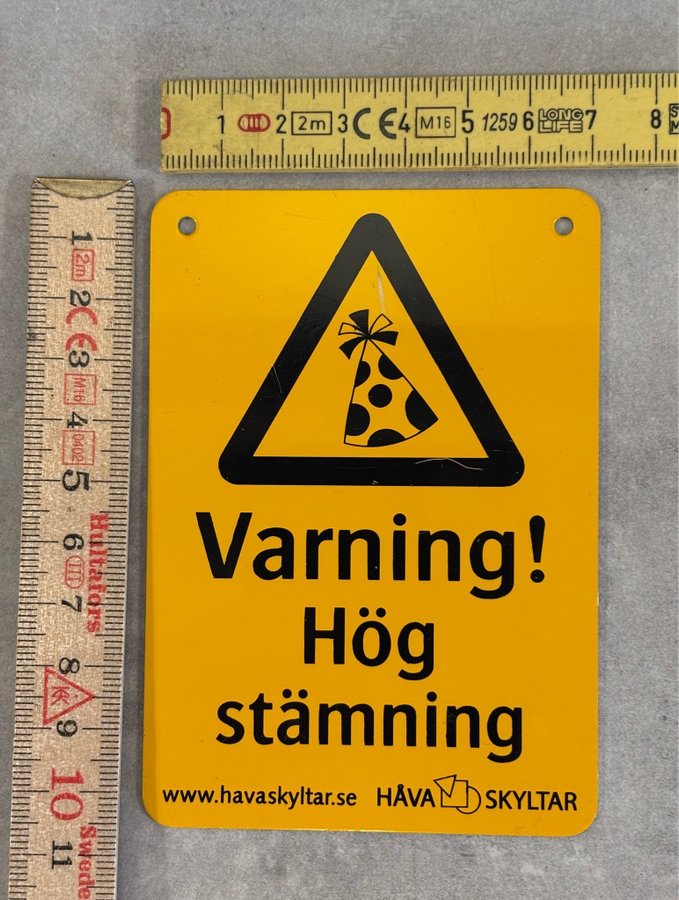 1 2 2m 3 CE 4 M16 5 1259 6 LONG LIFE 7 8
1 2m 2 CE 3 M16 4 0402 5 Hultafors 6 7 8 9 10 Swede 11
Varning!
Hög
stämning
www.havaskyltar.se HÅVA SKYLTAR